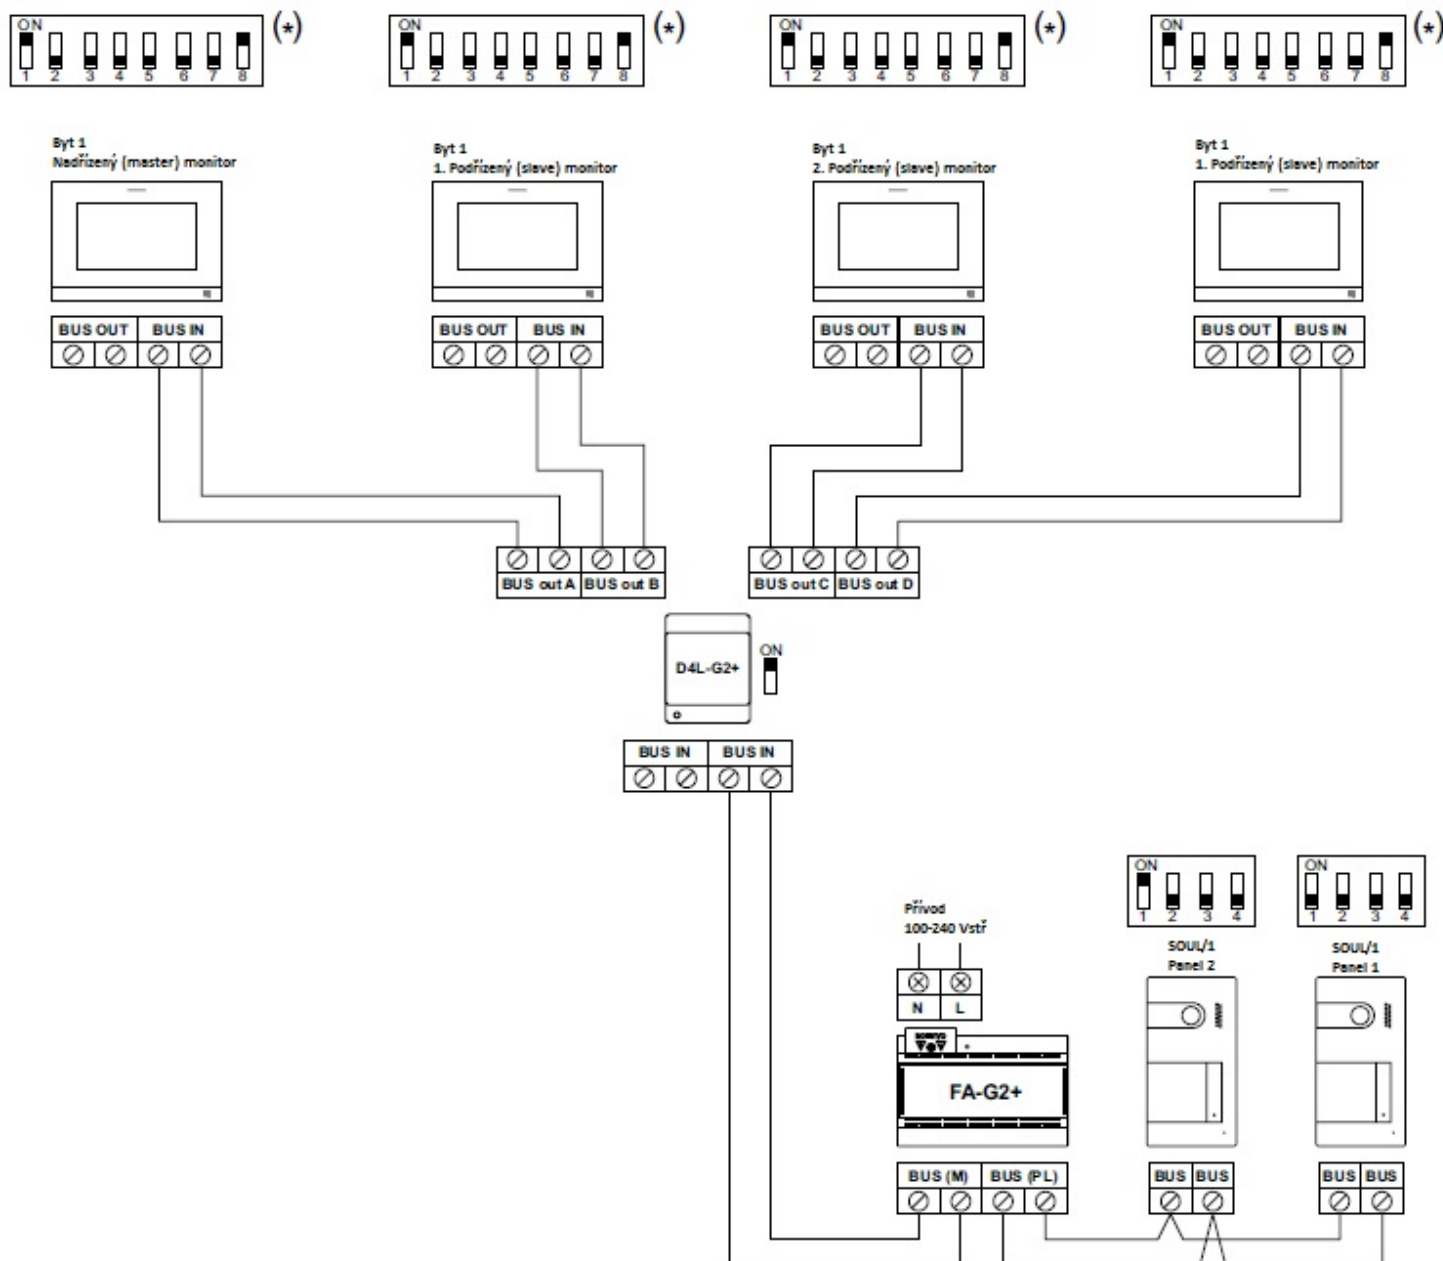 ON
1 2 3 4 5 6 7 8
(*)
ON
1 2 3 4 5 6 7 8
(*)
ON
1 2 3 4 5 6 7 8
(*)
ON
1 2 3 4 5 6 7 8
(*)
Byt 1
Nadřízený (master) monitor
Byt 1
1. Podřízený (slave) monitor
Byt 1
2. Podřízený (slave) monitor
Byt 1
1. Podřízený (slave) monitor
BUS OUT BUS IN
BUS OUT BUS IN
BUS OUT BUS IN
BUS OUT BUS IN
BUS out A BUS out B
BUS out C BUS out D
D4L-G2+
ON
BUS IN BUS IN
ON
1 2 3 4
ON
1 2 3 4
Přívod
100-240 Vstř
SOUL/1
Panel 2
SOUL/1
Panel 1
N L
FA-G2+
BUS (M) BUS (PL)
BUS BUS
BUS BUS